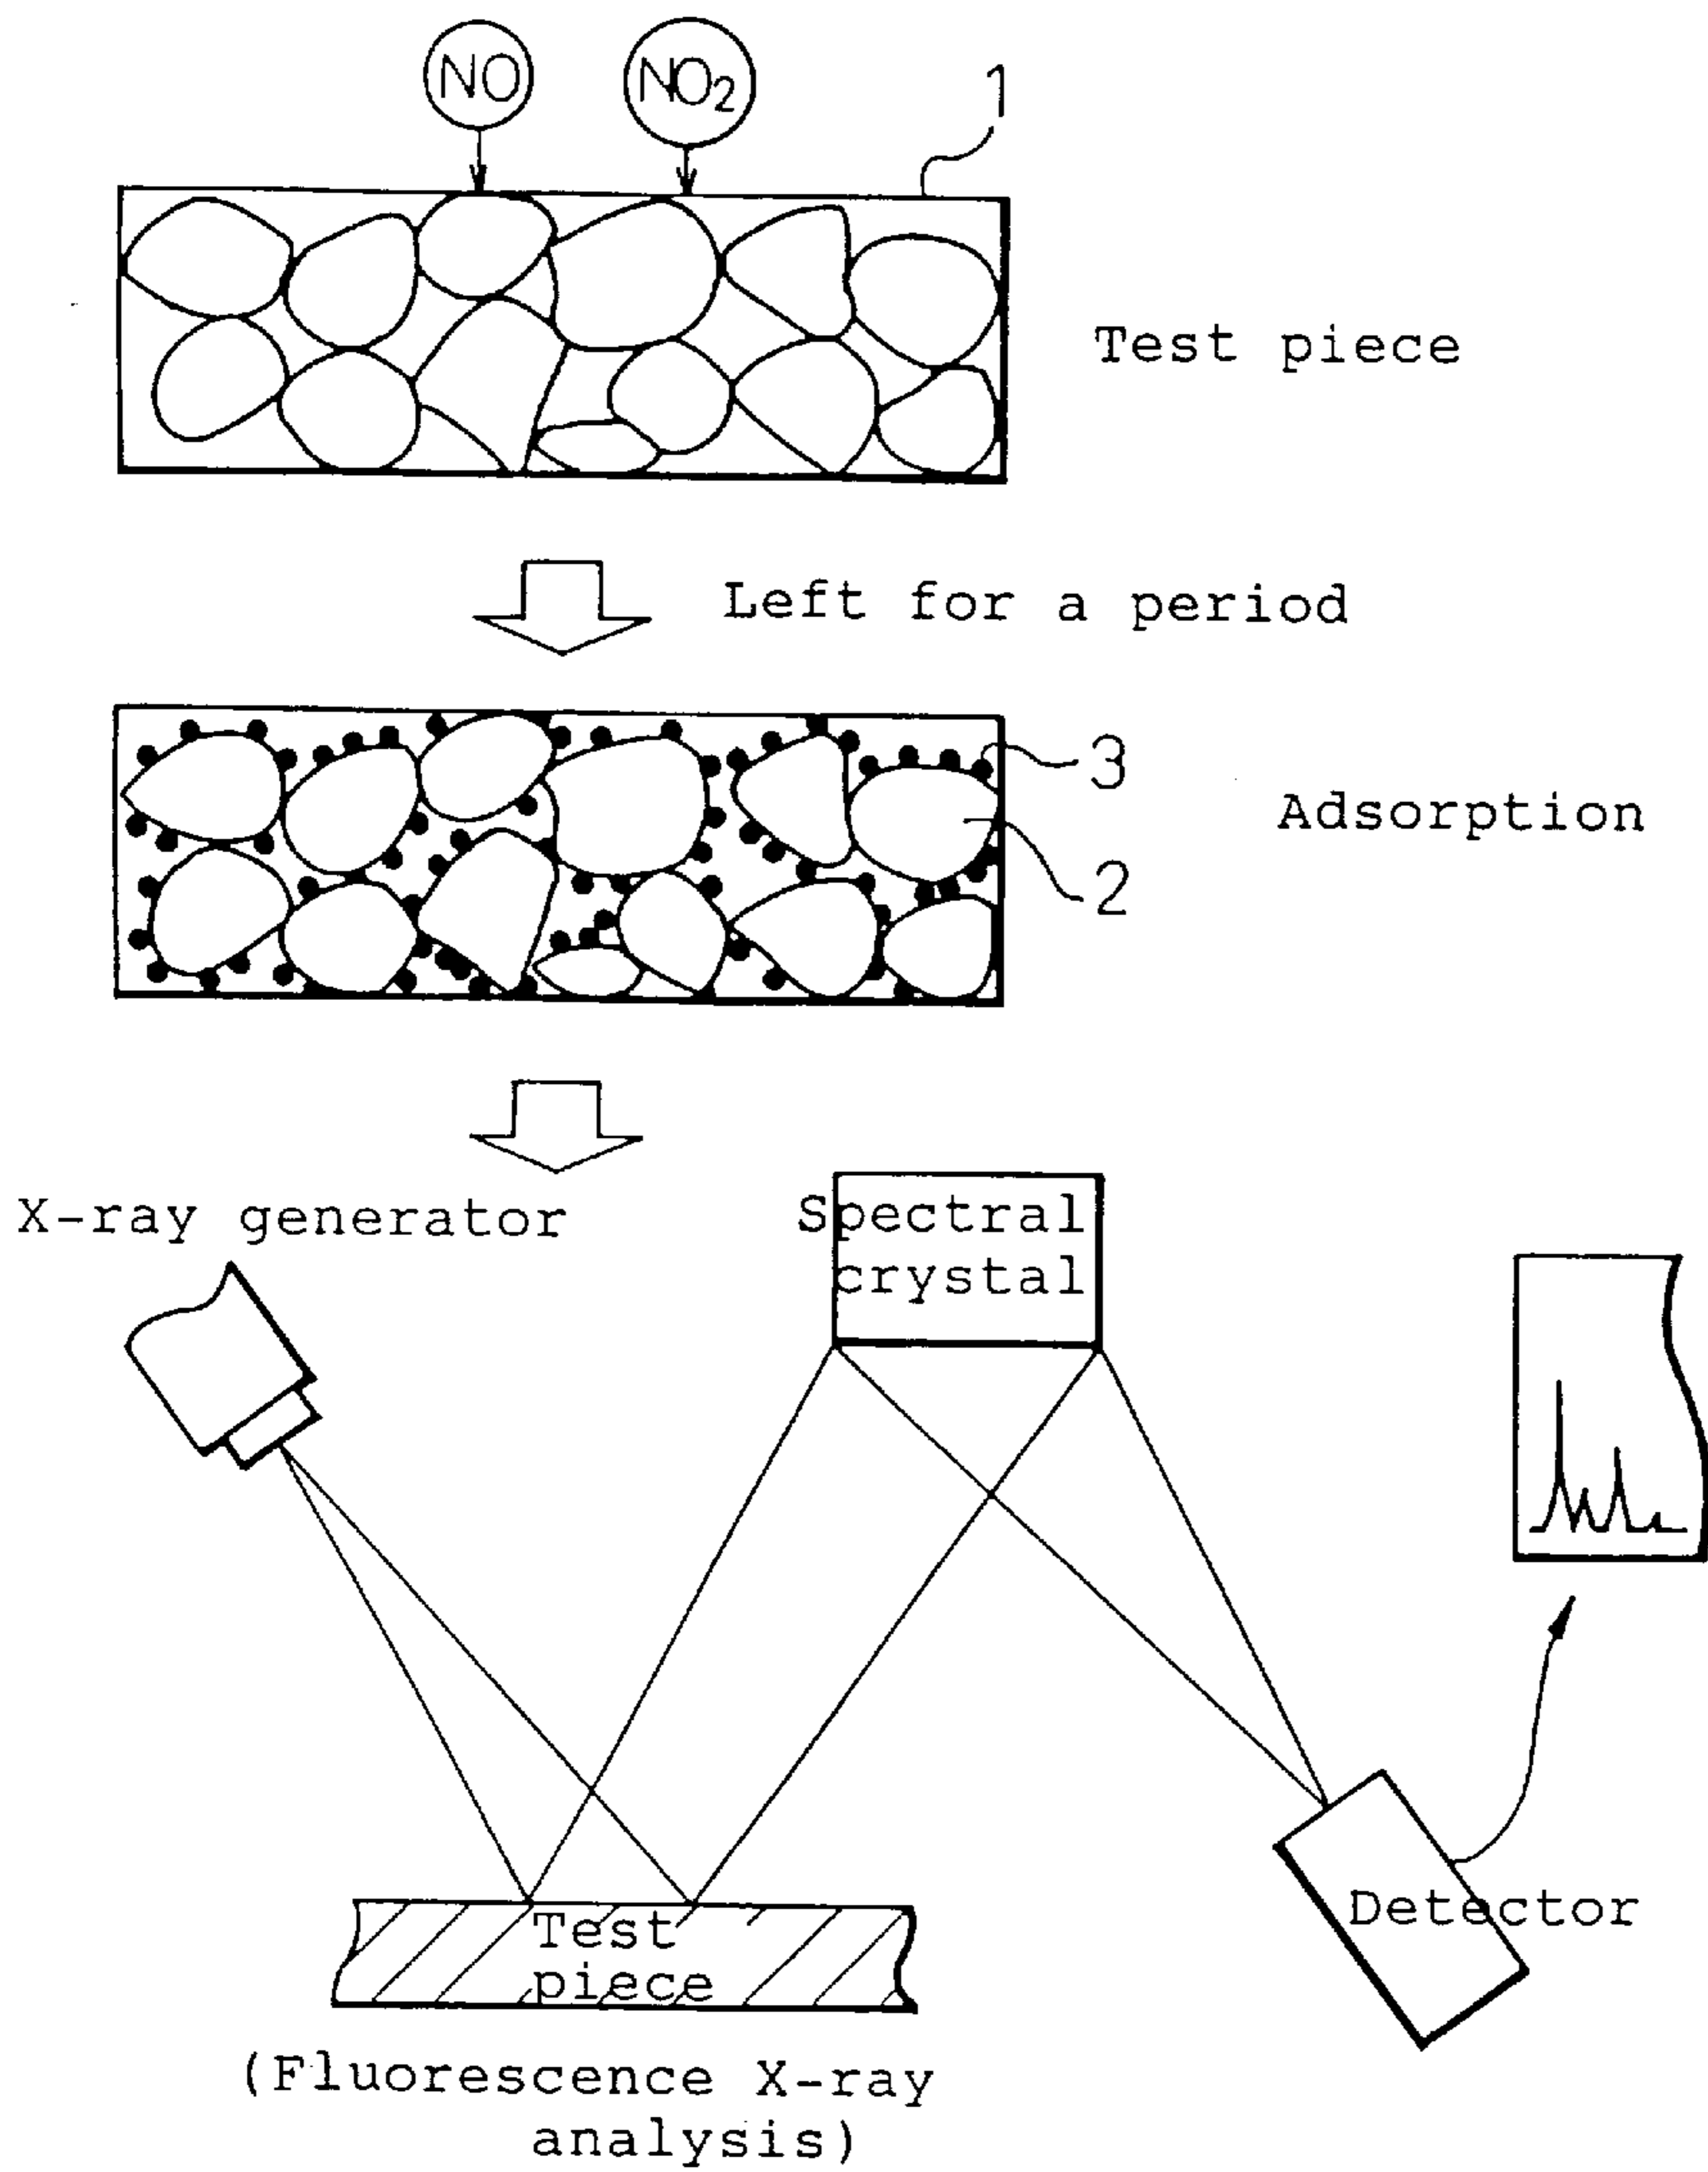 NO NO₂
1
Test piece
Left for a period
3
Adsorption
2
X-ray generator
Spectral
crystal
Test
piece
Detector
(Fluorescence X-ray
analysis)